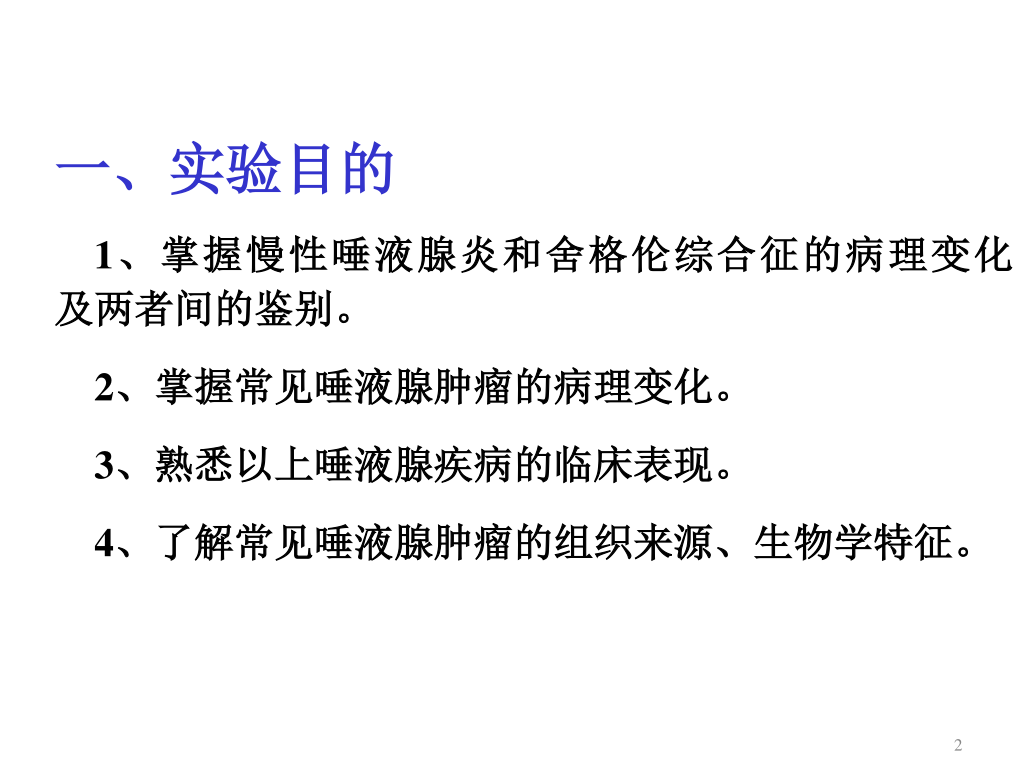 一、实验目的
1、掌握慢性唾液腺炎和舍格伦综合征的病理变化
及两者间的鉴别。
2、掌握常见唾液腺肿瘤的病理变化。
3、熟悉以上唾液腺疾病的临床表现。
4、了解常见唾液腺肿瘤的组织来源、生物学特征。
2